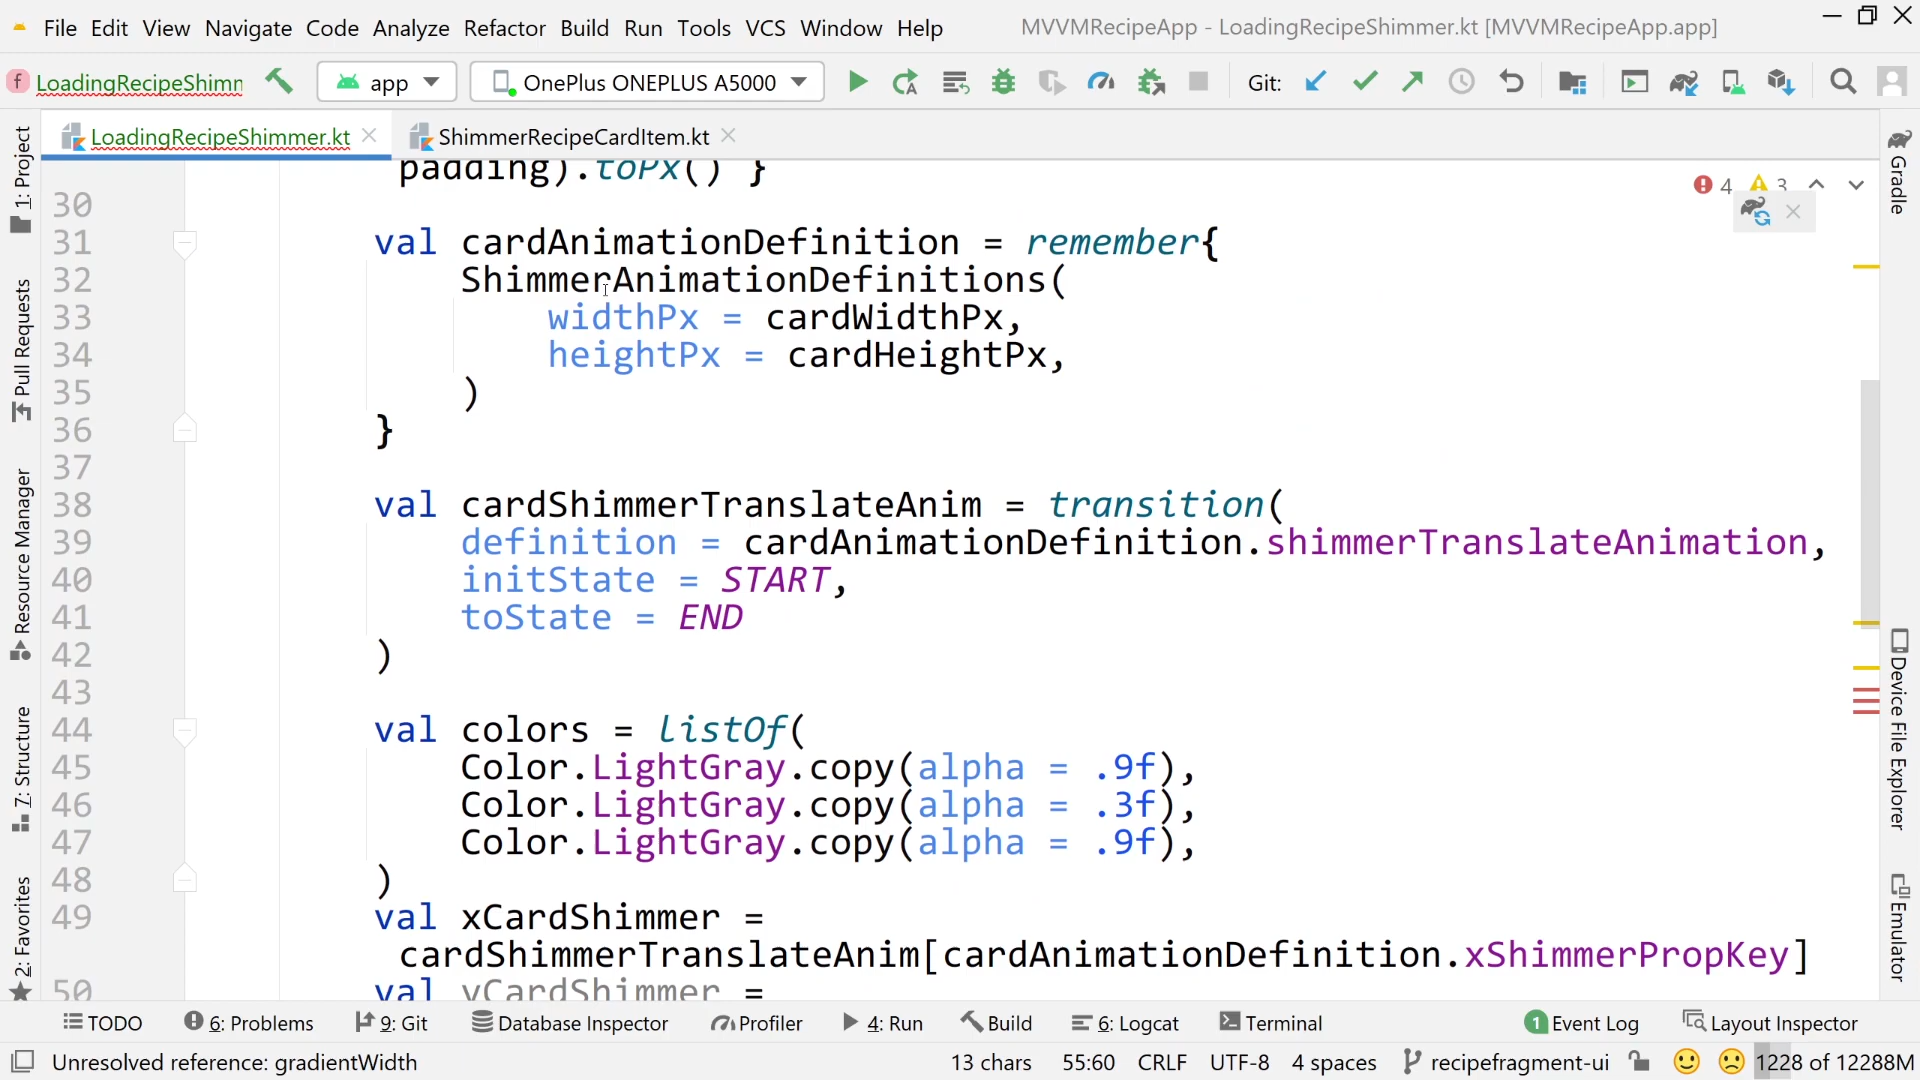 File Edit View Navigate Code Analyze Refactor Build Run Tools VCS Window Help MVVMRecipeApp - LoadingRecipeShimmer.kt [MVVMRecipeApp.app]
f LoadingRecipeShimm app OnePlus ONEPLUS A5000 Git:
LoadingRecipeShimmer.kt ShimmerRecipeCardItem.kt
padding).toPx() }
4 3
30
31 val cardAnimationDefinition = remember{
32 ShimmerAnimationDefinitions(
33 widthPx = cardWidthPx,
34 heightPx = cardHeightPx,
35 )
36 }
37
38 val cardShimmerTranslateAnim = transition(
39 definition = cardAnimationDefinition.shimmerTranslateAnimation,
40 initState = START,
41 toState = END
42 )
43
44 val colors = listOf(
45 Color.LightGray.copy(alpha = .9f),
46 Color.LightGray.copy(alpha = .3f),
47 Color.LightGray.copy(alpha = .9f),
48 )
49 val xCardShimmer =
cardShimmerTranslateAnim[cardAnimationDefinition.xShimmerPropKey]
50 val yCardShimmer =
1: Project
Pull Requests
Resource Manager
7: Structure
2: Favorites
Gradle
Device File Explorer
Emulator
TODO 6: Problems 9: Git Database Inspector Profiler 4: Run Build 6: Logcat Terminal 1 Event Log Layout Inspector
Unresolved reference: gradientWidth 13 chars 55:60 CRLF UTF-8 4 spaces recipefragment-ui 1228 of 12288M